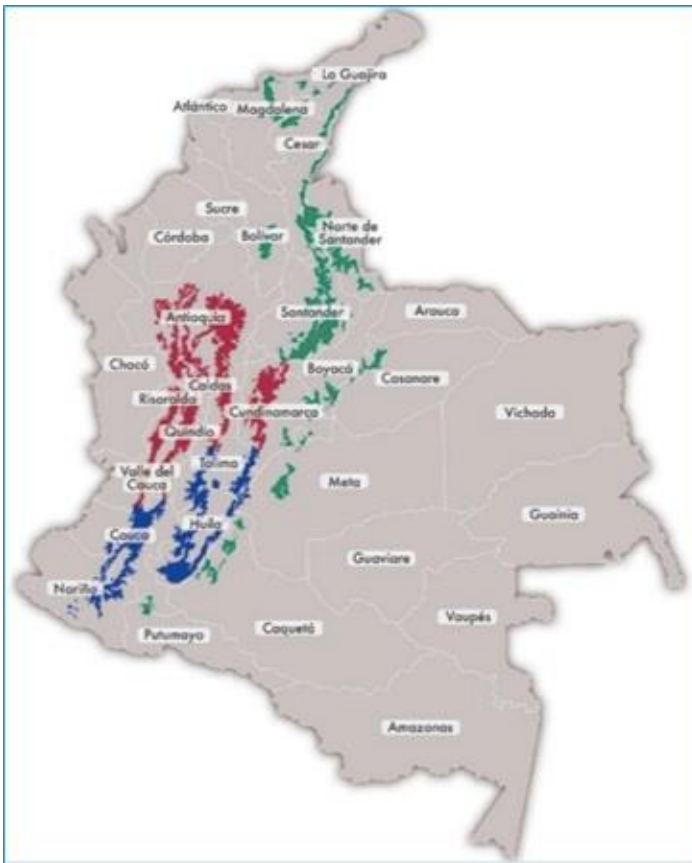 La Guajira
Atlántico
Magdalena
Cesar
Sucre
Córdoba
Bolívar
Norte de
Santander
Antioquia
Santander
Arauca
Chocó
Boyacá
Casanare
Caldas
Risaralda
Cundinamarca
Vichada
Quindío
Tolima
Valle del
Cauca
Meta
Guainía
Cauca
Huila
Guaviare
Nariño
Vaupés
Caquetá
Putumayo
Amazonas